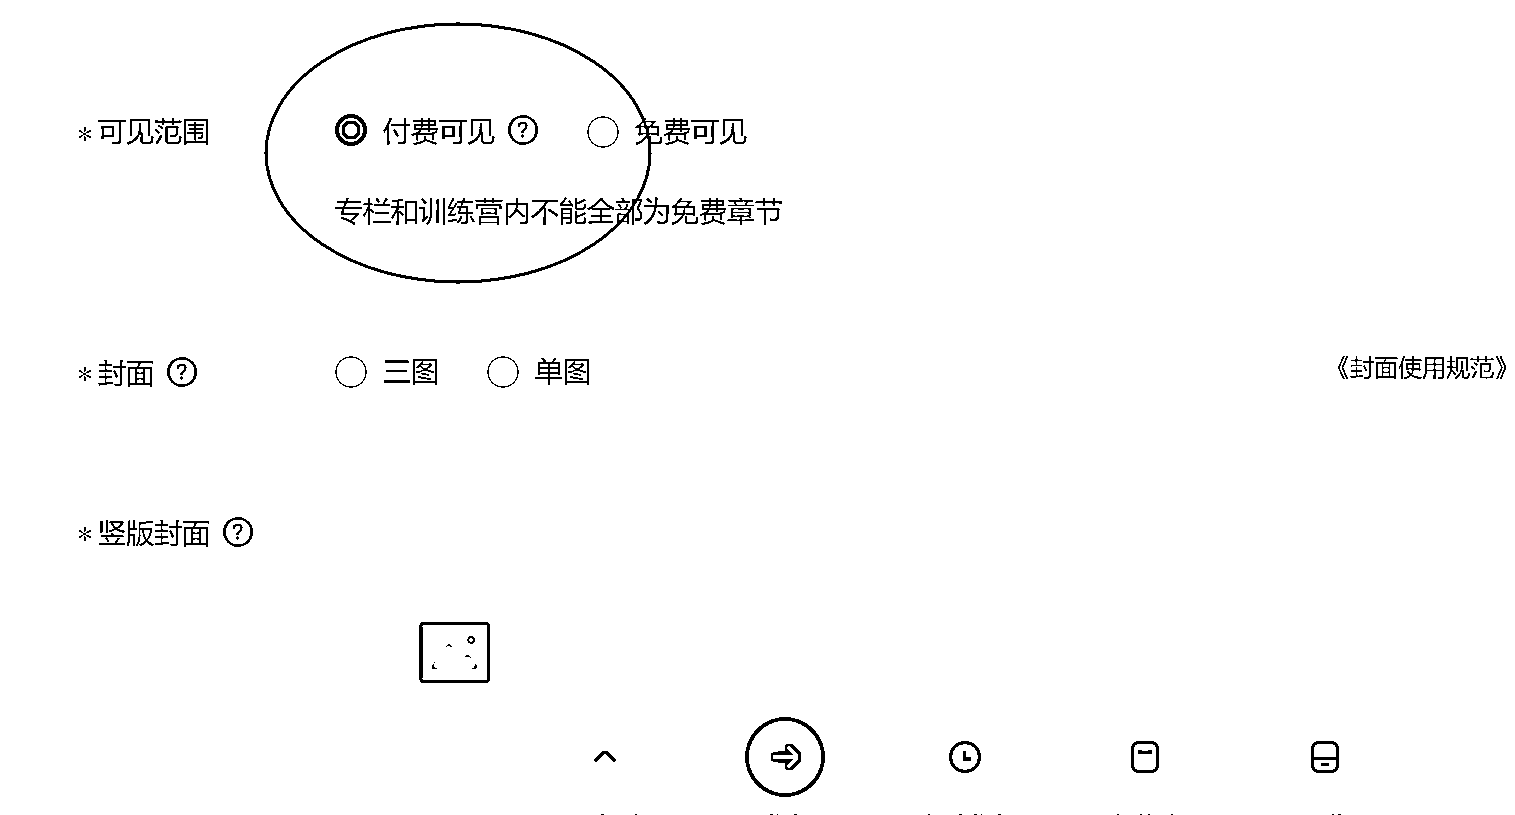 *可见范围 付费可见 ? 免费可见
专栏和训练营内不能全部为免费章节
*封面 ? 三图 单图 《封面使用规范》
*竖版封面 ?